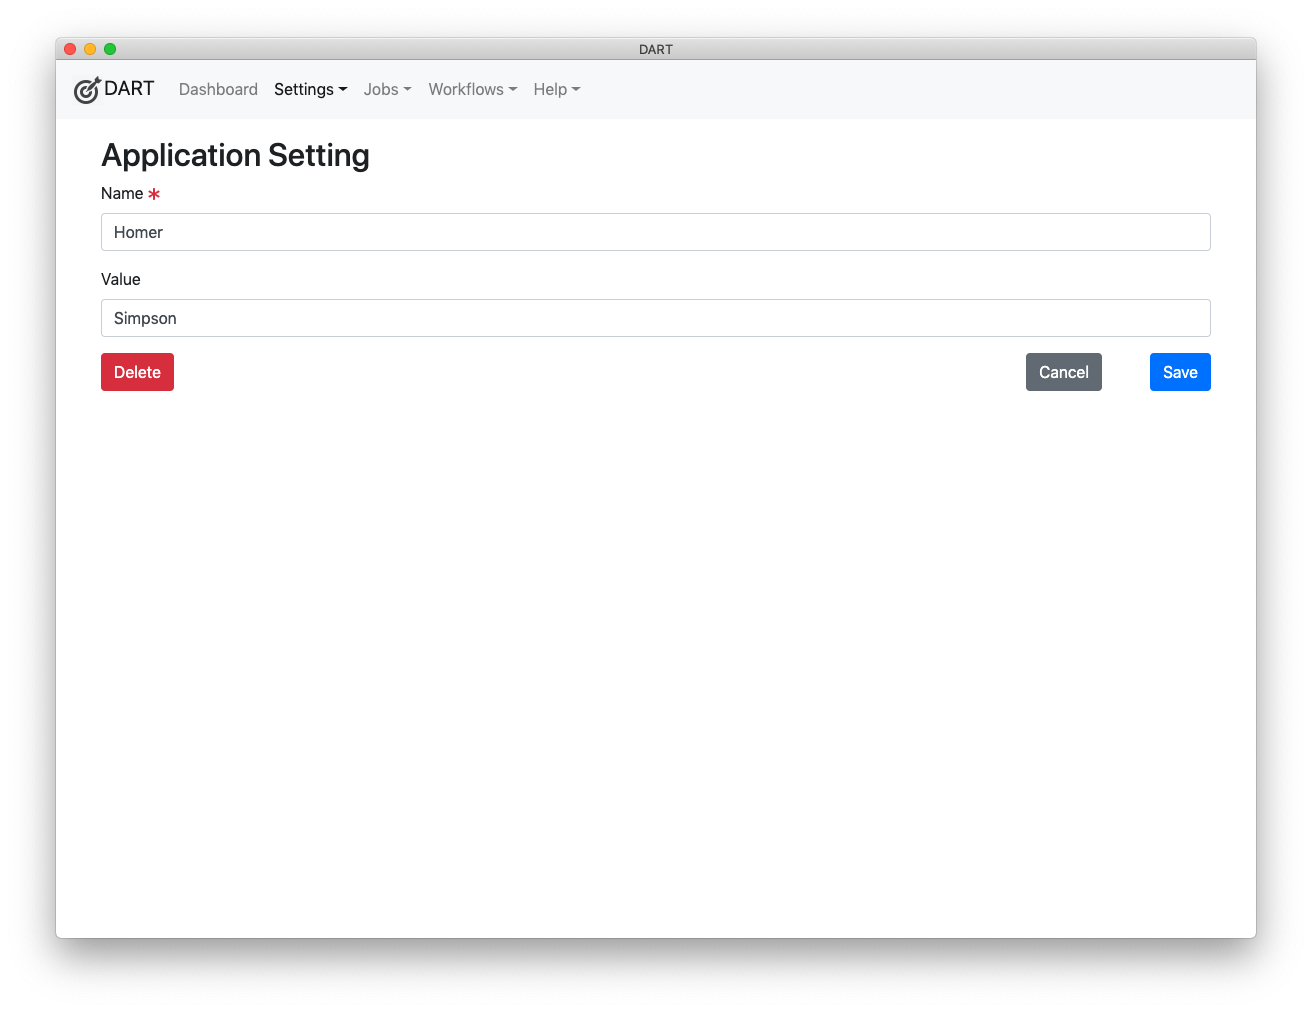 DART
DART Dashboard Settings Jobs Workflows Help
Application Setting
Name *
Homer
Value
Simpson
Delete Cancel Save